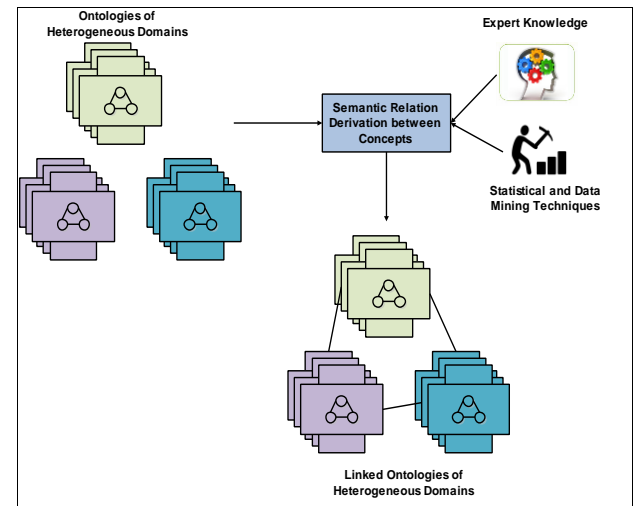 Ontologies of
Heterogeneous Domains
Expert Knowledge
Semantic Relation
Derivation between
Concepts
Statistical and Data
Mining Techniques
Linked Ontologies of
Heterogeneous Domains